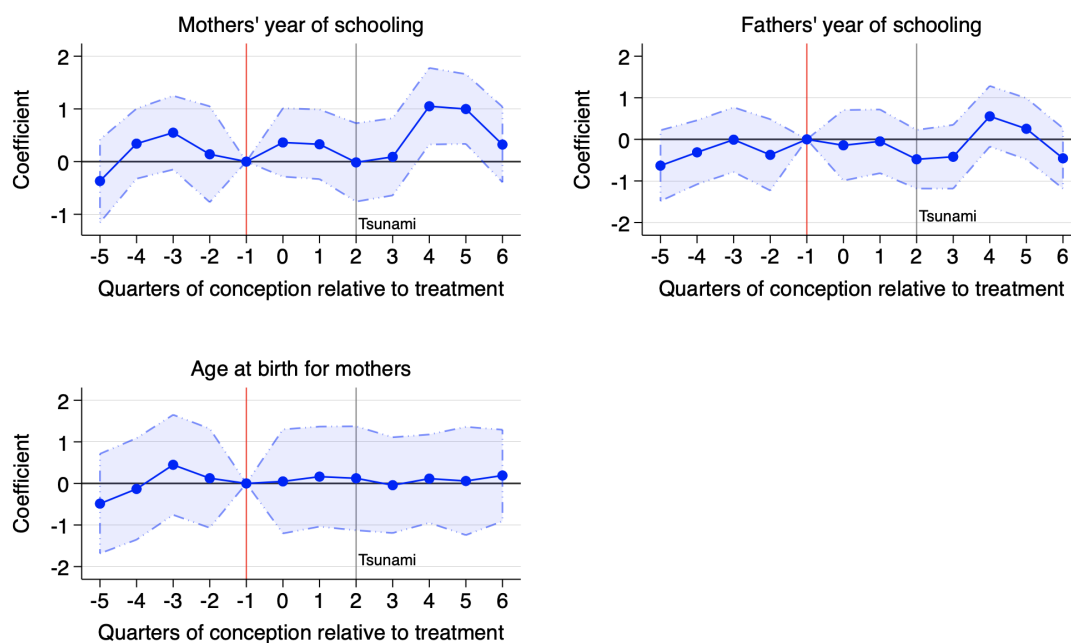 Mothers' year of schooling
2
1
0
-1
Coefficient
Tsunami
-5 -4 -3 -2 -1 0 1 2 3 4 5 6
Quarters of conception relative to treatment
Fathers' year of schooling
2
1
0
-1
-2
Coefficient
Tsunami
-5 -4 -3 -2 -1 0 1 2 3 4 5 6
Quarters of conception relative to treatment
Age at birth for mothers
2
1
0
-1
-2
Coefficient
Tsunami
-5 -4 -3 -2 -1 0 1 2 3 4 5 6
Quarters of conception relative to treatment